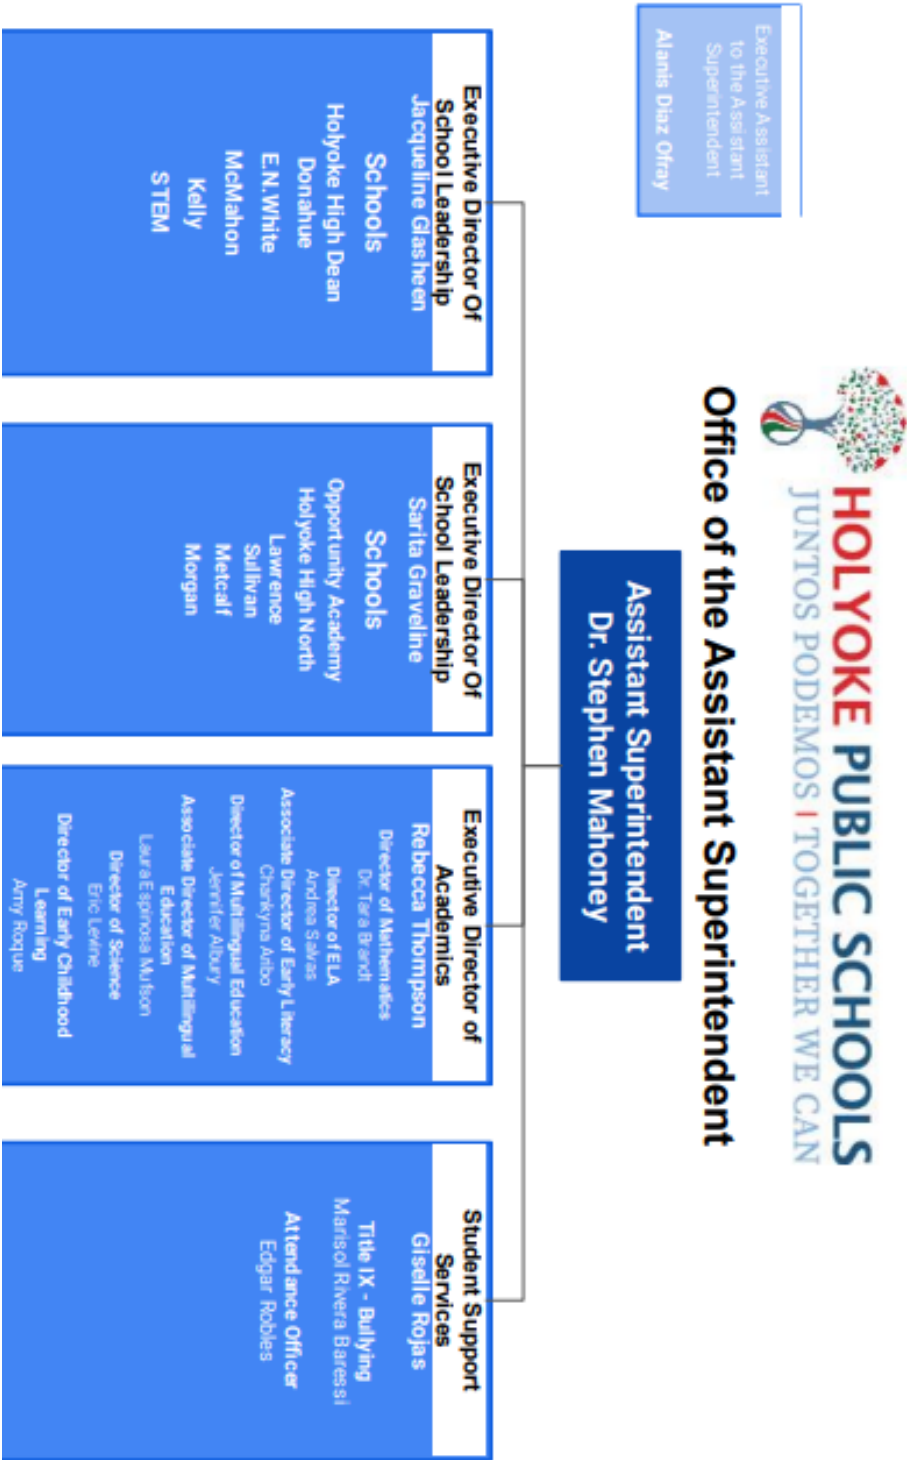 HOLYOKE PUBLIC SCHOOLS
JUNTOS PODEMOS | TOGETHER WE CAN
Office of the Assistant Superintendent
Executive Assistant
to the Assistant
Superintendent
Alanis Diaz Ofray
Assistant Superintendent
Dr. Stephen Mahoney
Executive Director Of
School Leadership
Jacqueline Glasheen
Schools
Holyoke High Dean
Donahue
E.N.White
McMahon
Kelly
STEM
Executive Director Of
School Leadership
Sarita Graveline
Schools
Opportunity Academy
Holyoke High North
Lawrence
Sullivan
Metcalf
Morgan
Executive Director of
Academics
Rebecca Thompson
Director of Mathematics
Dr. Tara Brandt
Director of ELA
Andrea Salvas
Associate Director of Early Literacy
Chankyna Aribo
Director of Multilingual Education
Jennifer Albury
Associate Director of Multilingual
Education
Laura Espinosa Mufson
Director of Science
Eric Levine
Director of Early Childhood
Learning
Amy Roque
Student Support
Services
Giselle Rojas
Title IX - Bullying
Marisol Rivera Baressi
Attendance Officer
Edgar Robles